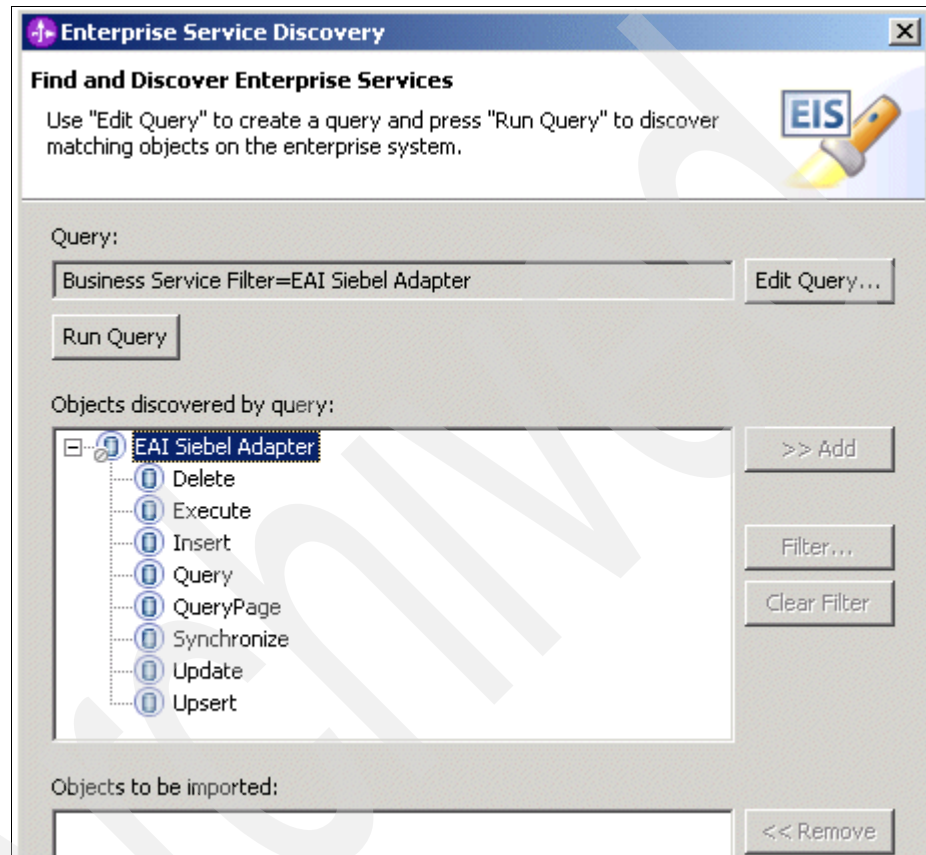 Enterprise Service Discovery
Find and Discover Enterprise Services
Use "Edit Query" to create a query and press "Run Query" to discover
matching objects on the enterprise system.
EIS
Query:
Business Service Filter=EAI Siebel Adapter
Edit Query...
Run Query
Objects discovered by query:
EAI Siebel Adapter
>> Add
Delete
Execute
Insert
Filter...
Query
QueryPage
Clear Filter
Synchronize
Update
Upsert
Objects to be imported:
<< Remove